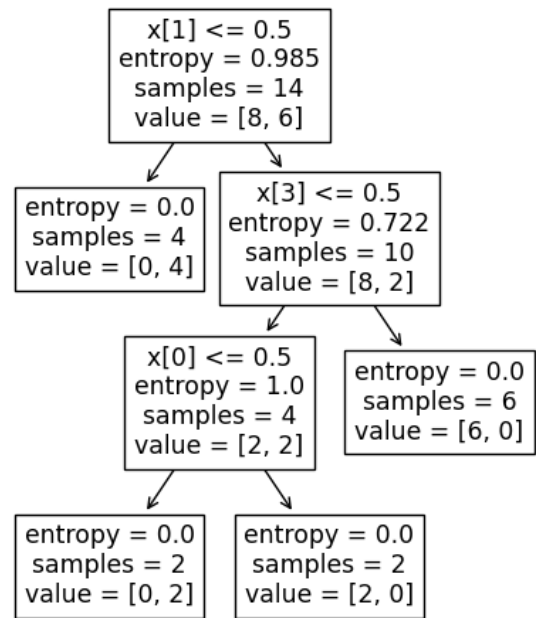 x[1] <= 0.5
entropy = 0.985
samples = 14
value = [8, 6]
entropy = 0.0
samples = 4
value = [0, 4]
x[3] <= 0.5
entropy = 0.722
samples = 10
value = [8, 2]
x[0] <= 0.5
entropy = 1.0
samples = 4
value = [2, 2]
entropy = 0.0
samples = 6
value = [6, 0]
entropy = 0.0
samples = 2
value = [0, 2]
entropy = 0.0
samples = 2
value = [2, 0]